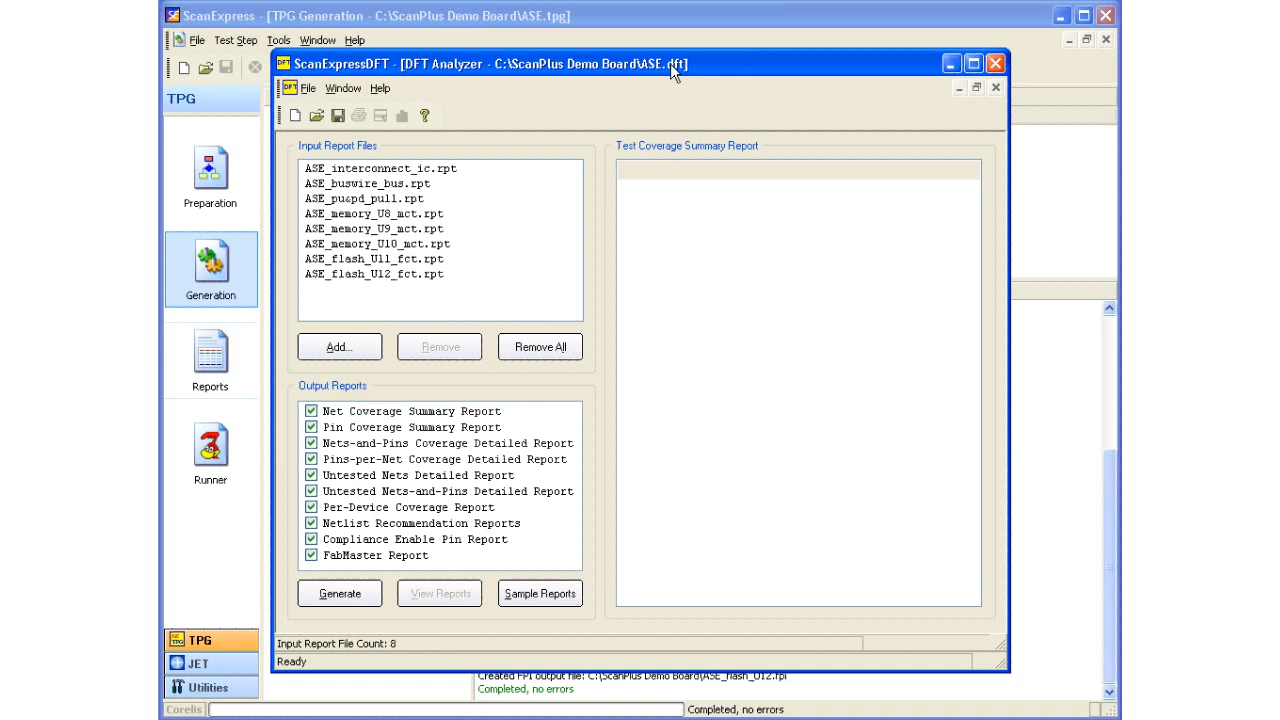 ScanExpress - [TPG Generation - C:\ScanPlus Demo Board\ASE.tpg]
File Test Step Tools Window Help
TPG
Preparation
Generation
Reports
Runner
TPG
JET
Utilities
ScanExpressDFT - [DFT Analyzer - C:\ScanPlus Demo Board\ASE.dft]
File Window Help
Input Report Files
ASE_interconnect_ic.rpt
ASE_buswire_bus.rpt
ASE_pu&pd_pull.rpt
ASE_memory_U8_mct.rpt
ASE_memory_U9_mct.rpt
ASE_memory_U10_mct.rpt
ASE_flash_U11_fct.rpt
ASE_flash_U12_fct.rpt
Add... Remove Remove All
Output Reports
Net Coverage Summary Report
Pin Coverage Summary Report
Nets-and-Pins Coverage Detailed Report
Pins-per-Net Coverage Detailed Report
Untested Nets Detailed Report
Untested Nets-and-Pins Detailed Report
Per-Device Coverage Report
Netlist Recommendation Reports
Compliance Enable Pin Report
FabMaster Report
Generate View Reports Sample Reports
Test Coverage Summary Report
Input Report File Count: 8
Ready
Created FPI output file: C:\ScanPlus Demo Board\ASE_flash_U12.fpi
Completed, no errors
Corelis Completed, no errors